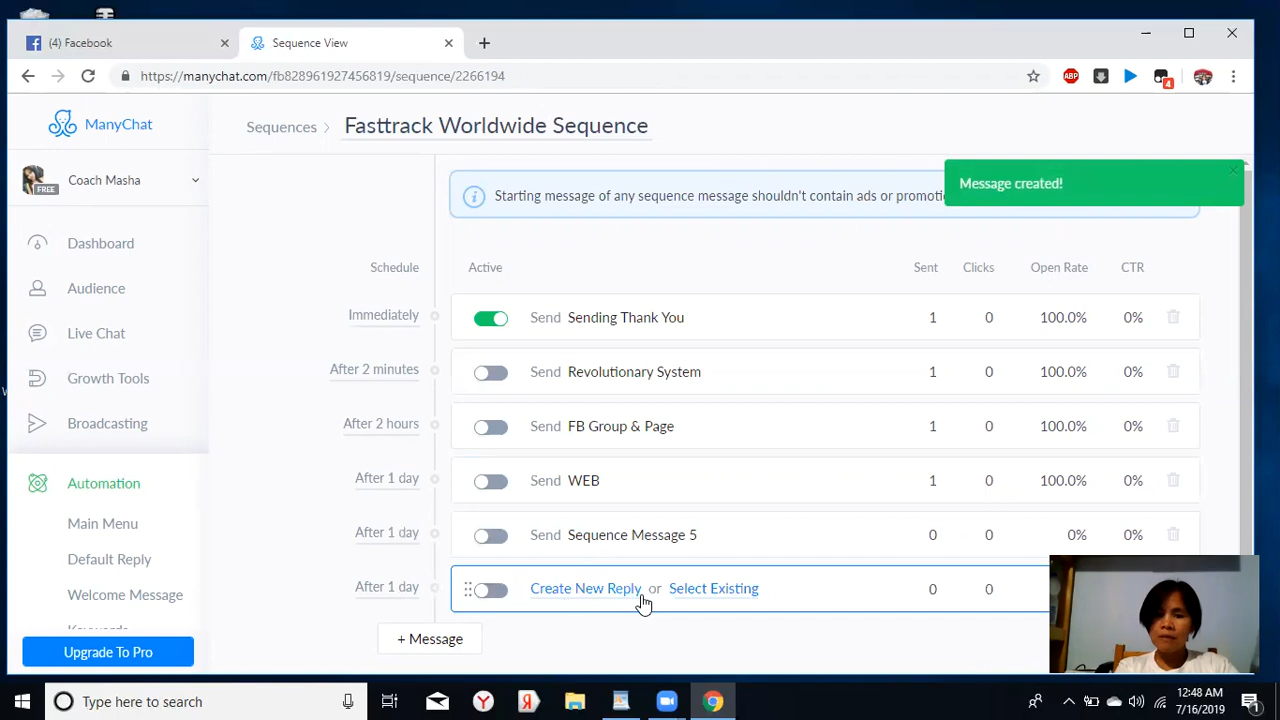 (4) Facebook
Sequence View
https://manychat.com/fb828961927456819/sequence/2266194
ABP
4
ManyChat
Sequences > Fasttrack Worldwide Sequence
FREE
Coach Masha
Message created!
Starting message of any sequence message shouldn't contain ads or promotio
Dashboard
Audience
Live Chat
Growth Tools
Broadcasting
Automation
Main Menu
Default Reply
Welcome Message
Keywords
Upgrade To Pro
Schedule Active Sent Clicks Open Rate CTR
Immediately Send Sending Thank You 1 0 100.0% 0%
After 2 minutes Send Revolutionary System 1 0 100.0% 0%
After 2 hours Send FB Group & Page 1 0 100.0% 0%
After 1 day Send WEB 1 0 100.0% 0%
After 1 day Send Sequence Message 5 0 0 0% 0%
After 1 day Create New Reply or Select Existing 0 0
+ Message
Type here to search
12:48 AM
7/16/2019
1